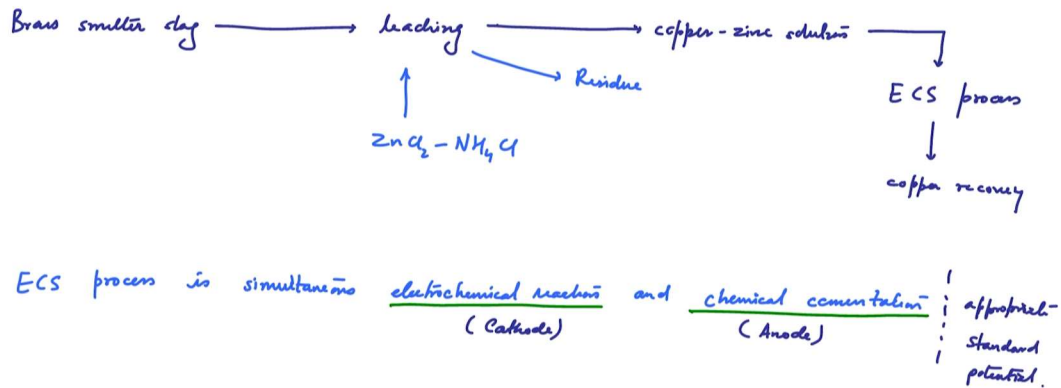 Brass smelter slag → leaching → copper-zinc solution
Residue
ECS process
ZnCl2 - NH4Cl
copper recovery
ECS process is simultaneous electrochemical reaction and chemical cementation appropriate
(Cathode) (Anode) standard
potential.